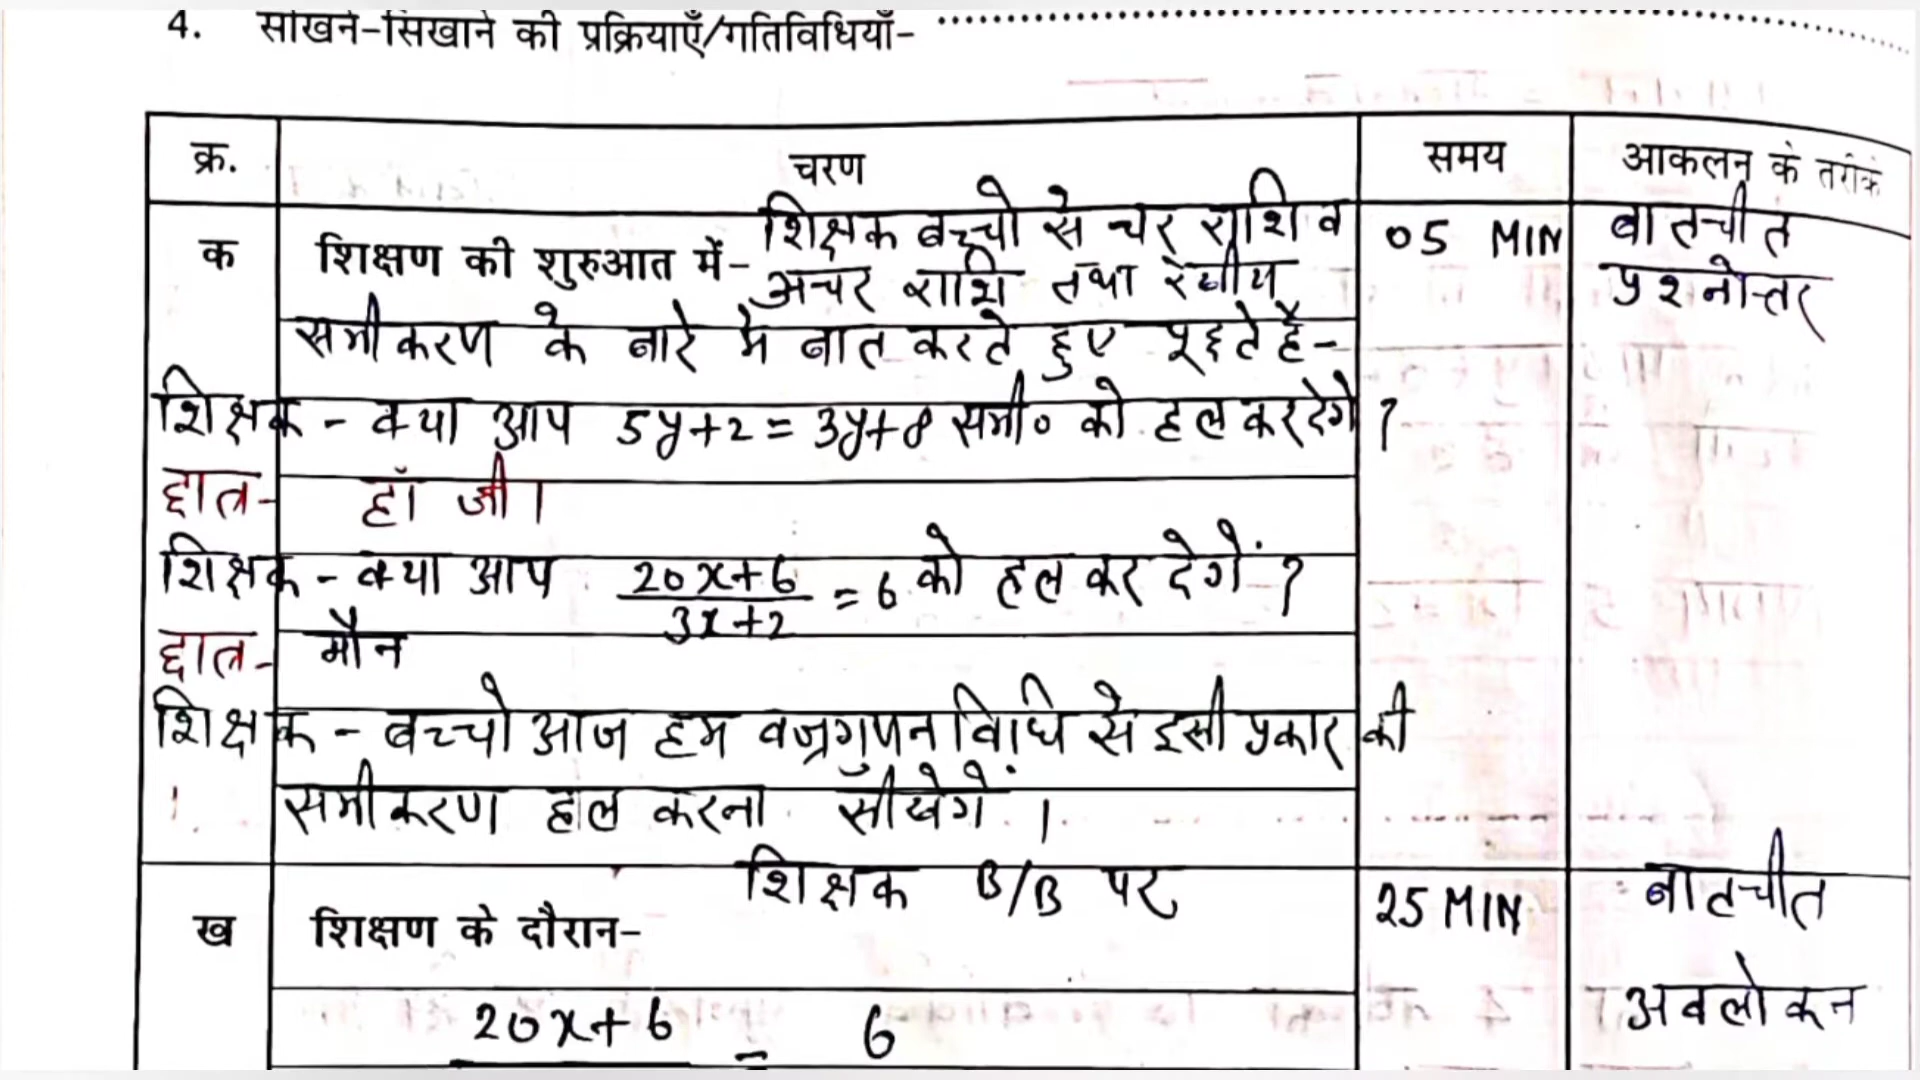 4. सीखने-सिखाने की प्रक्रियाएँ/गतिविधियाँ-
क्र. चरण समय आकलन के तरीके
क शिक्षण की शुरुआत में- शिक्षक बच्चो से चर राशि व 05 MIN बातचीत
अचर राशि तथा रेखीय प्रश्नोत्तर
समीकरण के बारे मे बात करते हुए पूछते है-
शिक्षक - क्या आप 5y+2 = 3y+8 समी० को हल कर देगे ?
छात्र- हाँ जी।
शिक्षक - क्या आप 20x+6 / 3x+2 = 6 को हल कर देगें ?
छात्र- मौन
शिक्षक - बच्चो आज हम वज्रगुणन विधि से इसी प्रकार की
समीकरण हल करना सीखेगें।
ख शिक्षण के दौरान- शिक्षक B/B पर 25 MIN बातचीत
अवलोकन
20x+6 = 6